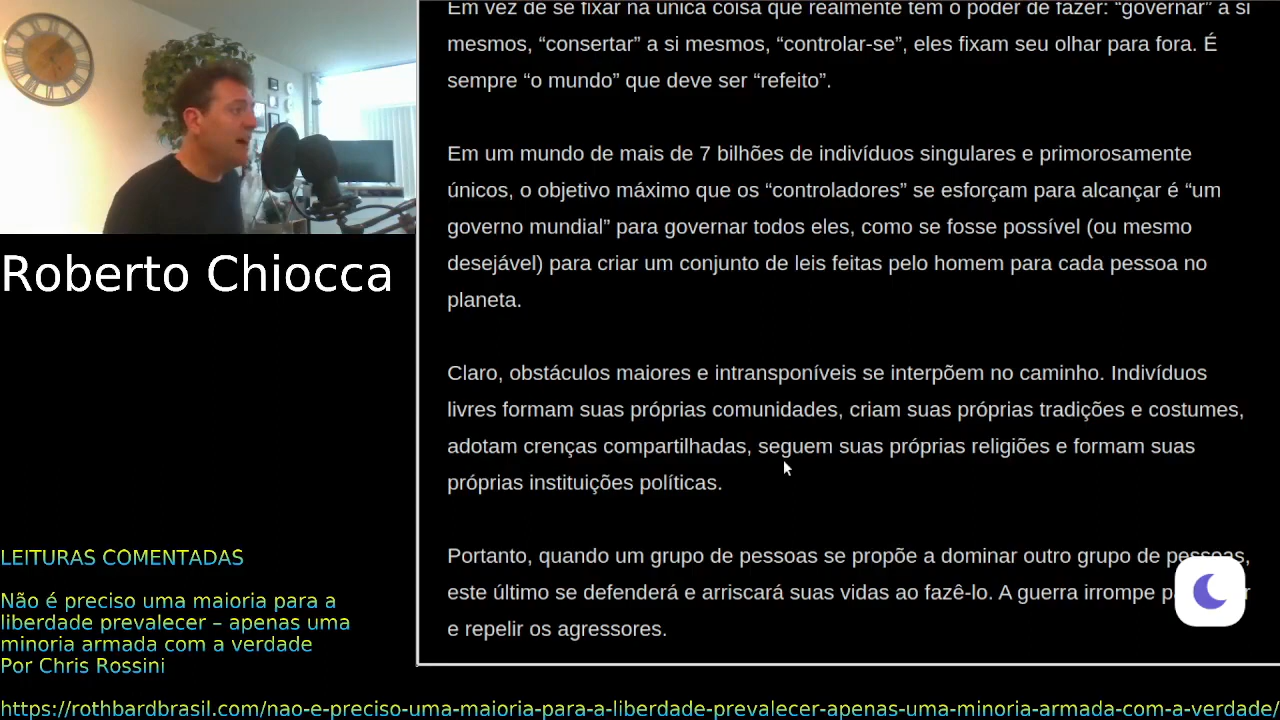 Em vez de se fixar na única coisa que realmente têm o poder de fazer: “governar” a si
mesmos, “consertar” a si mesmos, “controlar-se”, eles fixam seu olhar para fora. É
sempre “o mundo” que deve ser “refeito”.
Em um mundo de mais de 7 bilhões de indivíduos singulares e primorosamente
únicos, o objetivo máximo que os “controladores” se esforçam para alcançar é “um
governo mundial” para governar todos eles, como se fosse possível (ou mesmo
desejável) para criar um conjunto de leis feitas pelo homem para cada pessoa no
planeta.
Claro, obstáculos maiores e intransponíveis se interpõem no caminho. Indivíduos
livres formam suas próprias comunidades, criam suas próprias tradições e costumes,
adotam crenças compartilhadas, seguem suas próprias religiões e formam suas
próprias instituições políticas.
Portanto, quando um grupo de pessoas se propõe a dominar outro grupo de pessoas,
este último se defenderá e arriscará suas vidas ao fazê-lo. A guerra irrompe
e repelir os agressores.
Roberto Chiocca
LEITURAS COMENTADAS
Não é preciso uma maioria para a
liberdade prevalecer – apenas uma
minoria armada com a verdade
Por Chris Rossini
https://rothbardbrasil.com/nao-e-preciso-uma-maioria-para-a-liberdade-prevalecer-apenas-uma-minoria-armada-com-a-verdade/